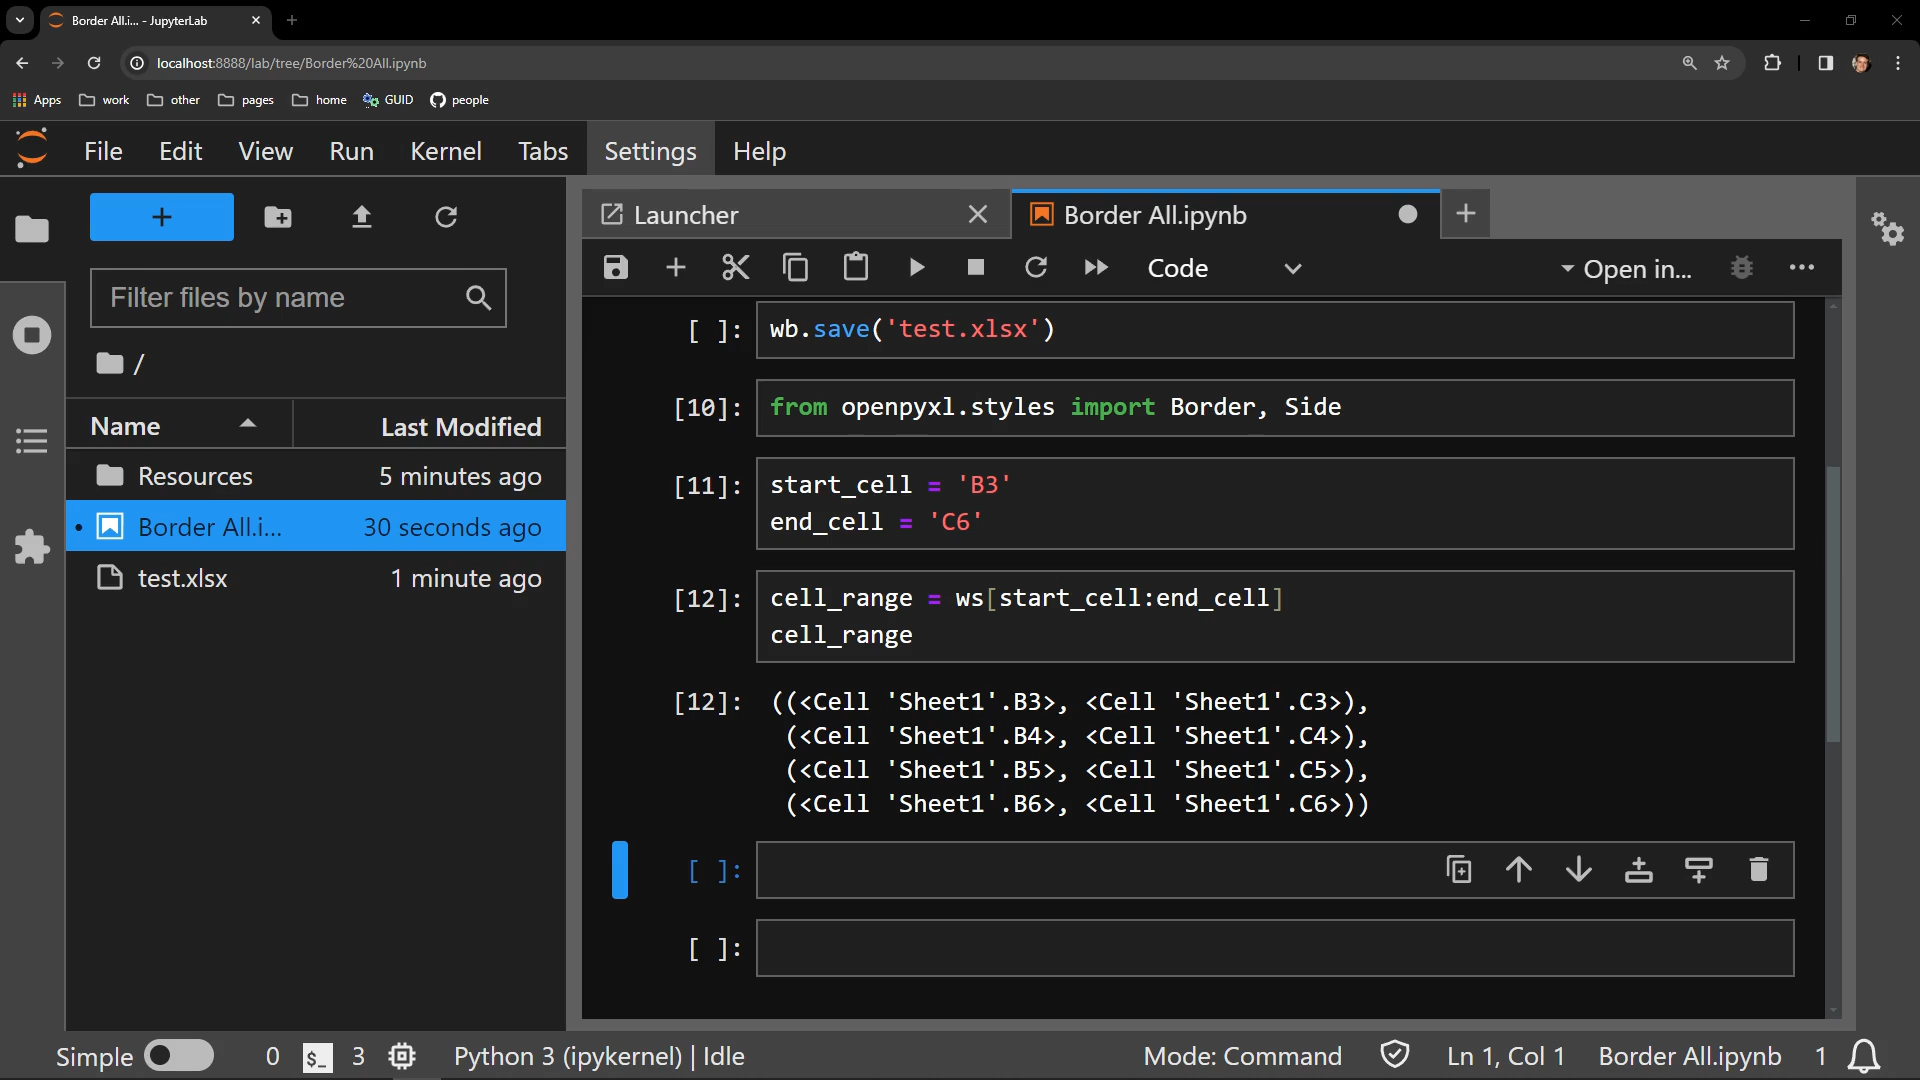 Border All.i... - JupyterLab
localhost:8888/lab/tree/Border%20All.ipynb
Apps work other pages home GUID people
File Edit View Run Kernel Tabs Settings Help
Launcher Border All.ipynb
Code Open in...
Filter files by name
/
Name Last Modified
Resources 5 minutes ago
Border All.i... 30 seconds ago
test.xlsx 1 minute ago
[ ]: wb.save('test.xlsx')
[10]: from openpyxl.styles import Border, Side
[11]: start_cell = 'B3'
end_cell = 'C6'
[12]: cell_range = ws[start_cell:end_cell]
cell_range
[12]: ((<Cell 'Sheet1'.B3>, <Cell 'Sheet1'.C3>),
(<Cell 'Sheet1'.B4>, <Cell 'Sheet1'.C4>),
(<Cell 'Sheet1'.B5>, <Cell 'Sheet1'.C5>),
(<Cell 'Sheet1'.B6>, <Cell 'Sheet1'.C6>))
[ ]:
[ ]:
Simple 0 $_ 3 Python 3 (ipykernel) | Idle Mode: Command Ln 1, Col 1 Border All.ipynb 1